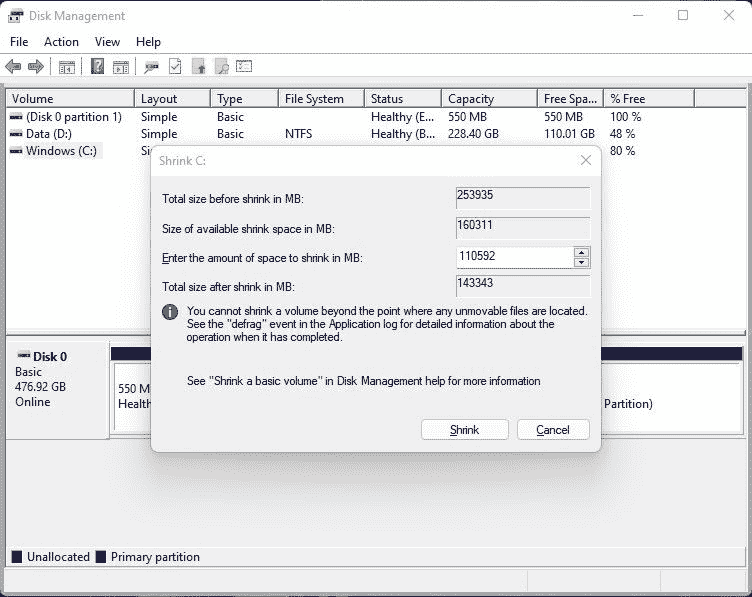 Disk Management
File Action View Help
Volume Layout Type File System Status Capacity Free Spa... % Free
(Disk 0 partition 1) Simple Basic Healthy (E... 550 MB 550 MB 100 %
Data (D:) Simple Basic NTFS Healthy (B... 228.40 GB 110.01 GB 48 %
Windows (C:) Si 80 %
Shrink C:
Total size before shrink in MB: 253935
Size of available shrink space in MB: 160311
Enter the amount of space to shrink in MB: 110592
Total size after shrink in MB: 143343
You cannot shrink a volume beyond the point where any unmovable files are located.
See the "defrag" event in the Application log for detailed information about the
operation when it has completed.
See "Shrink a basic volume" in Disk Management help for more information
Shrink Cancel
Disk 0
Basic
476.92 GB
Online
550 M
Health
Partition)
Unallocated Primary partition